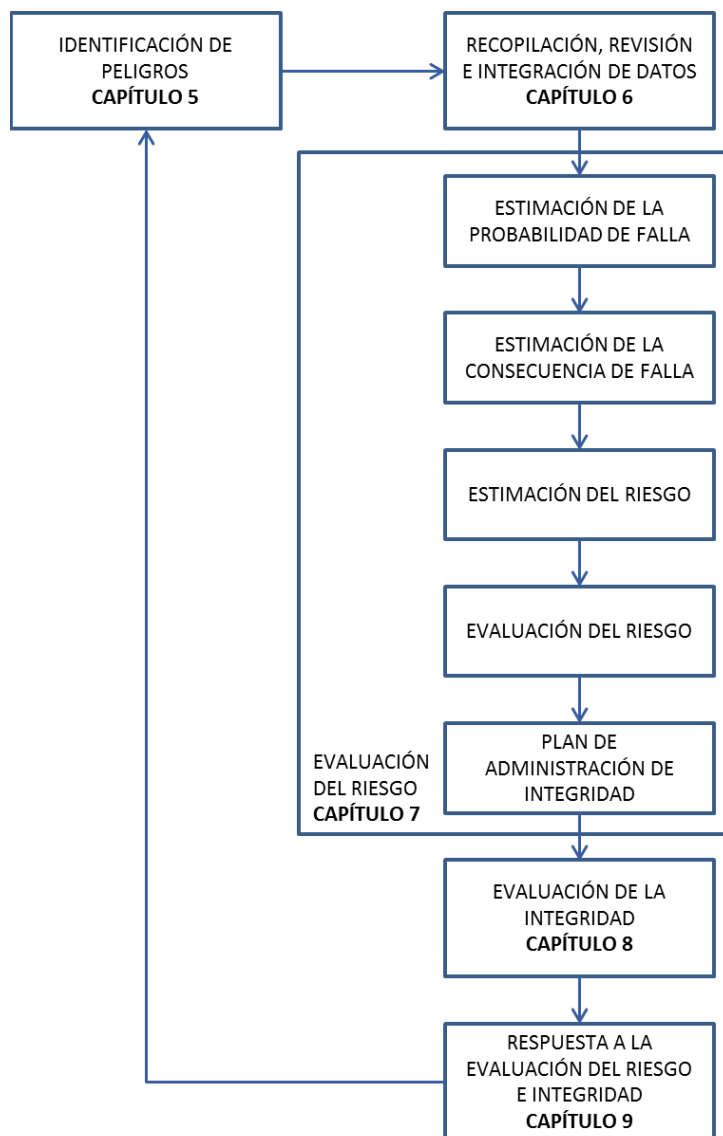 IDENTIFICACIÓN DE
PELIGROS
CAPÍTULO 5
RECOPILACIÓN, REVISIÓN
E INTEGRACIÓN DE DATOS
CAPÍTULO 6
ESTIMACIÓN DE LA
PROBABILIDAD DE FALLA
ESTIMACIÓN DE LA
CONSECUENCIA DE FALLA
ESTIMACIÓN DEL RIESGO
EVALUACIÓN DEL RIESGO
PLAN DE
ADMINISTRACIÓN DE
INTEGRIDAD
EVALUACIÓN
DEL RIESGO
CAPÍTULO 7
EVALUACIÓN DE LA
INTEGRIDAD
CAPÍTULO 8
RESPUESTA A LA
EVALUACIÓN DEL RIESGO
E INTEGRIDAD
CAPÍTULO 9